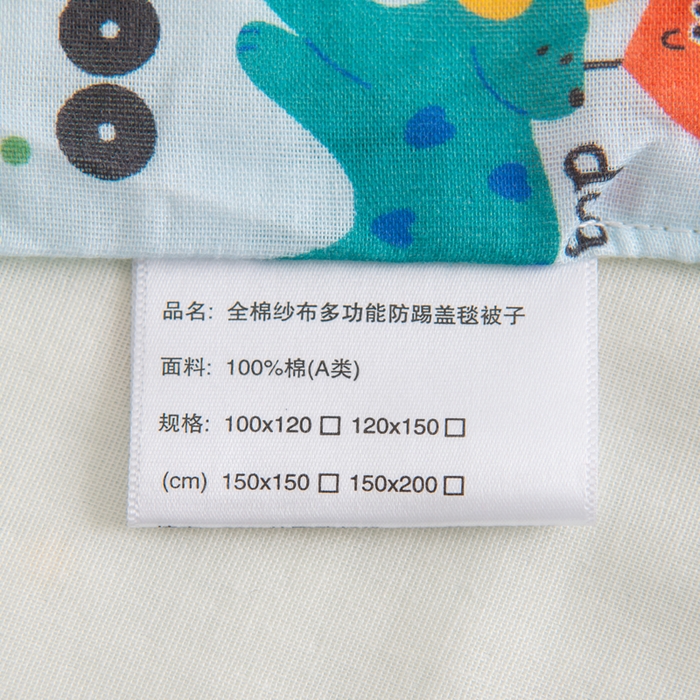 品名: 全棉纱布多功能防踢盖毯被子
面料: 100%棉(A类)
规格: 100x120 □ 120x150 □
(cm) 150x150 □ 150x200 □